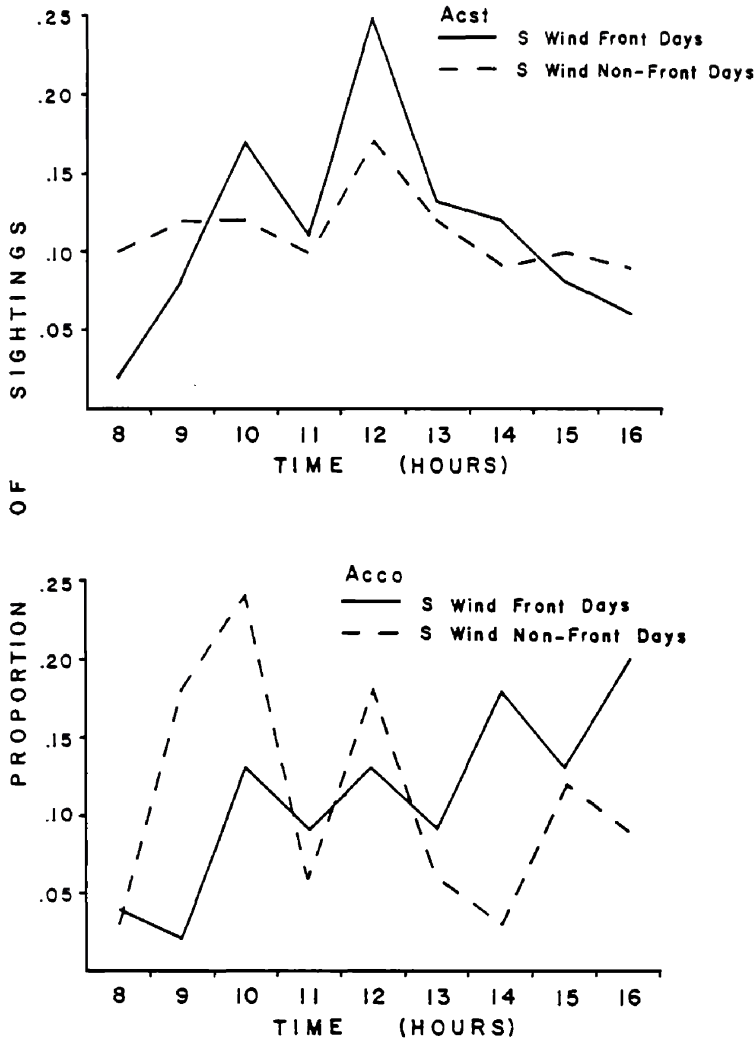 PROPORTION OF SIGHTINGS
Acst
S Wind Front Days
S Wind Non-Front Days
.25
.20
.15
.10
.05
8 9 10 11 12 13 14 15 16
TIME (HOURS)
Acco
S Wind Front Days
S Wind Non-Front Days
.25
.20
.15
.10
.05
8 9 10 11 12 13 14 15 16
TIME (HOURS)